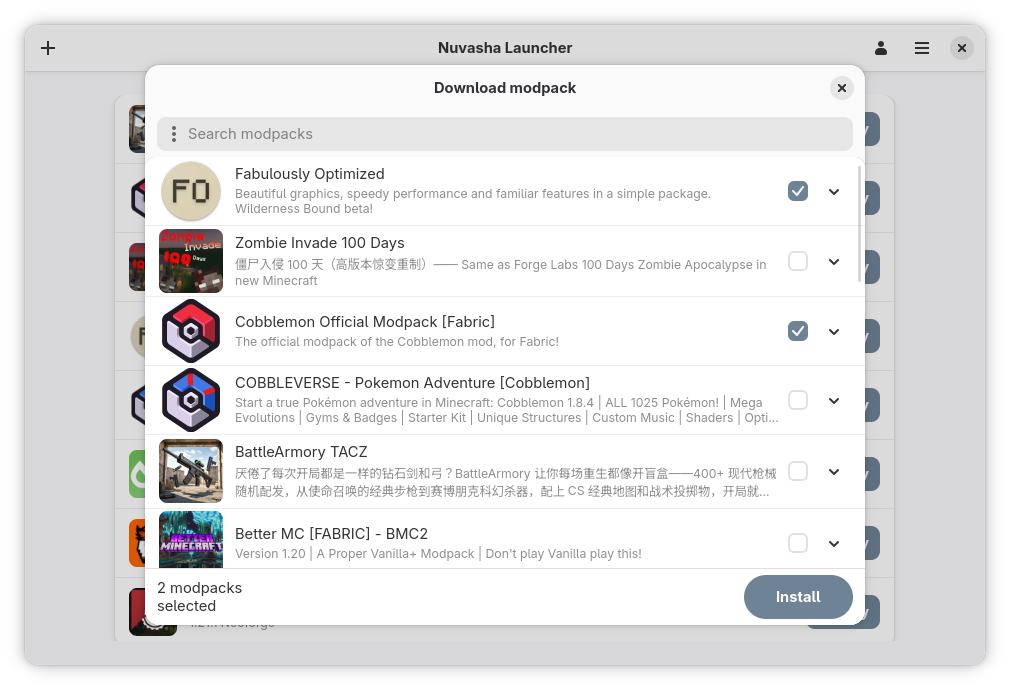 Nuvasha Launcher
Download modpack
Search modpacks
FO
Fabulously Optimized
Beautiful graphics, speedy performance and familiar features in a simple package.
Wilderness Bound beta!
Zombie
Invade
100
Days
Zombie Invade 100 Days
僵尸入侵 100 天（高版本惊变重制）—— Same as Forge Labs 100 Days Zombie Apocalypse in
new Minecraft
Cobblemon Official Modpack [Fabric]
The official modpack of the Cobblemon mod, for Fabric!
COBBLEVERSE - Pokemon Adventure [Cobblemon]
Start a true Pokémon adventure in Minecraft: Cobblemon 1.8.4 | ALL 1025 Pokémon! | Mega
Evolutions | Gyms & Badges | Starter Kit | Unique Structures | Custom Music | Shaders | Opti...
BattleArmory TACZ
厌倦了每次开局都是一样的钻石剑和弓？BattleArmory 让你每场重生都像开盲盒——400+ 现代枪械
随机配发，从使命召唤的经典步枪到赛博朋克科幻杀器，配上 CS 经典地图和战术投掷物，开局就...
BETTER
MINECRAFT
Better MC [FABRIC] - BMC2
Version 1.20 | A Proper Vanilla+ Modpack | Don't play Vanilla play this!
2 modpacks
selected
Install